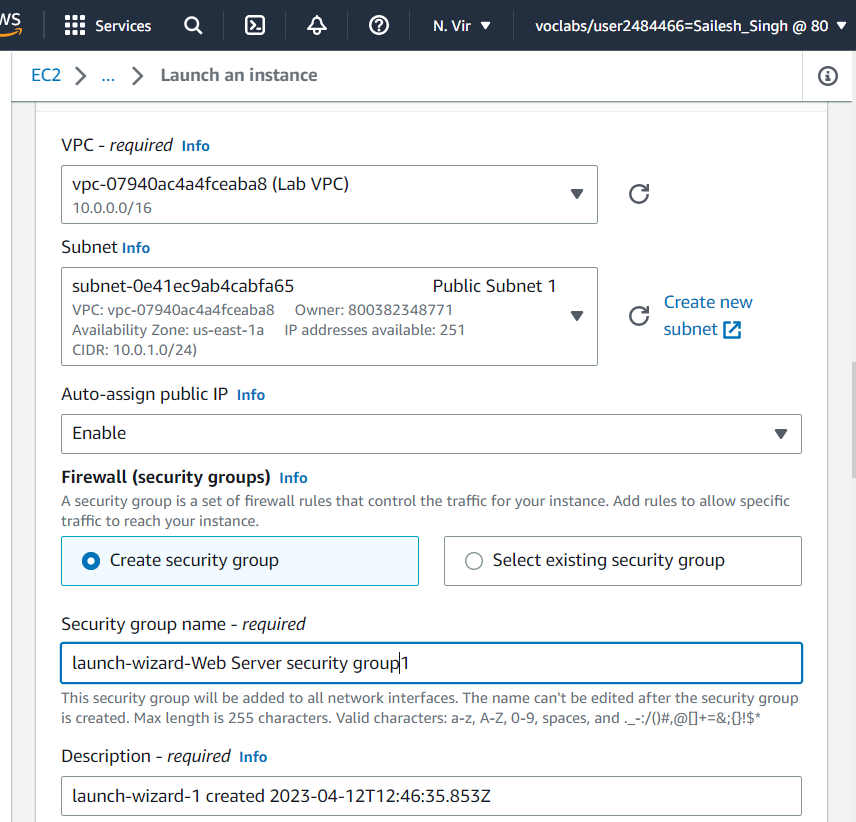 WS
Services
N. Vir
voclabs/user2484466=Sailesh_Singh @ 80
EC2
...
Launch an instance
VPC - required Info
vpc-07940ac4a4fceaba8 (Lab VPC)
10.0.0.0/16
Subnet Info
subnet-0e41ec9ab4cabfa65 Public Subnet 1
VPC: vpc-07940ac4a4fceaba8 Owner: 800382348771
Availability Zone: us-east-1a IP addresses available: 251
CIDR: 10.0.1.0/24)
Create new
subnet
Auto-assign public IP Info
Enable
Firewall (security groups) Info
A security group is a set of firewall rules that control the traffic for your instance. Add rules to allow specific
traffic to reach your instance.
Create security group
Select existing security group
Security group name - required
launch-wizard-Web Server security group1
This security group will be added to all network interfaces. The name can't be edited after the security group
is created. Max length is 255 characters. Valid characters: a-z, A-Z, 0-9, spaces, and ._-:/()#,@[]+=&;{}!$*
Description - required Info
launch-wizard-1 created 2023-04-12T12:46:35.853Z